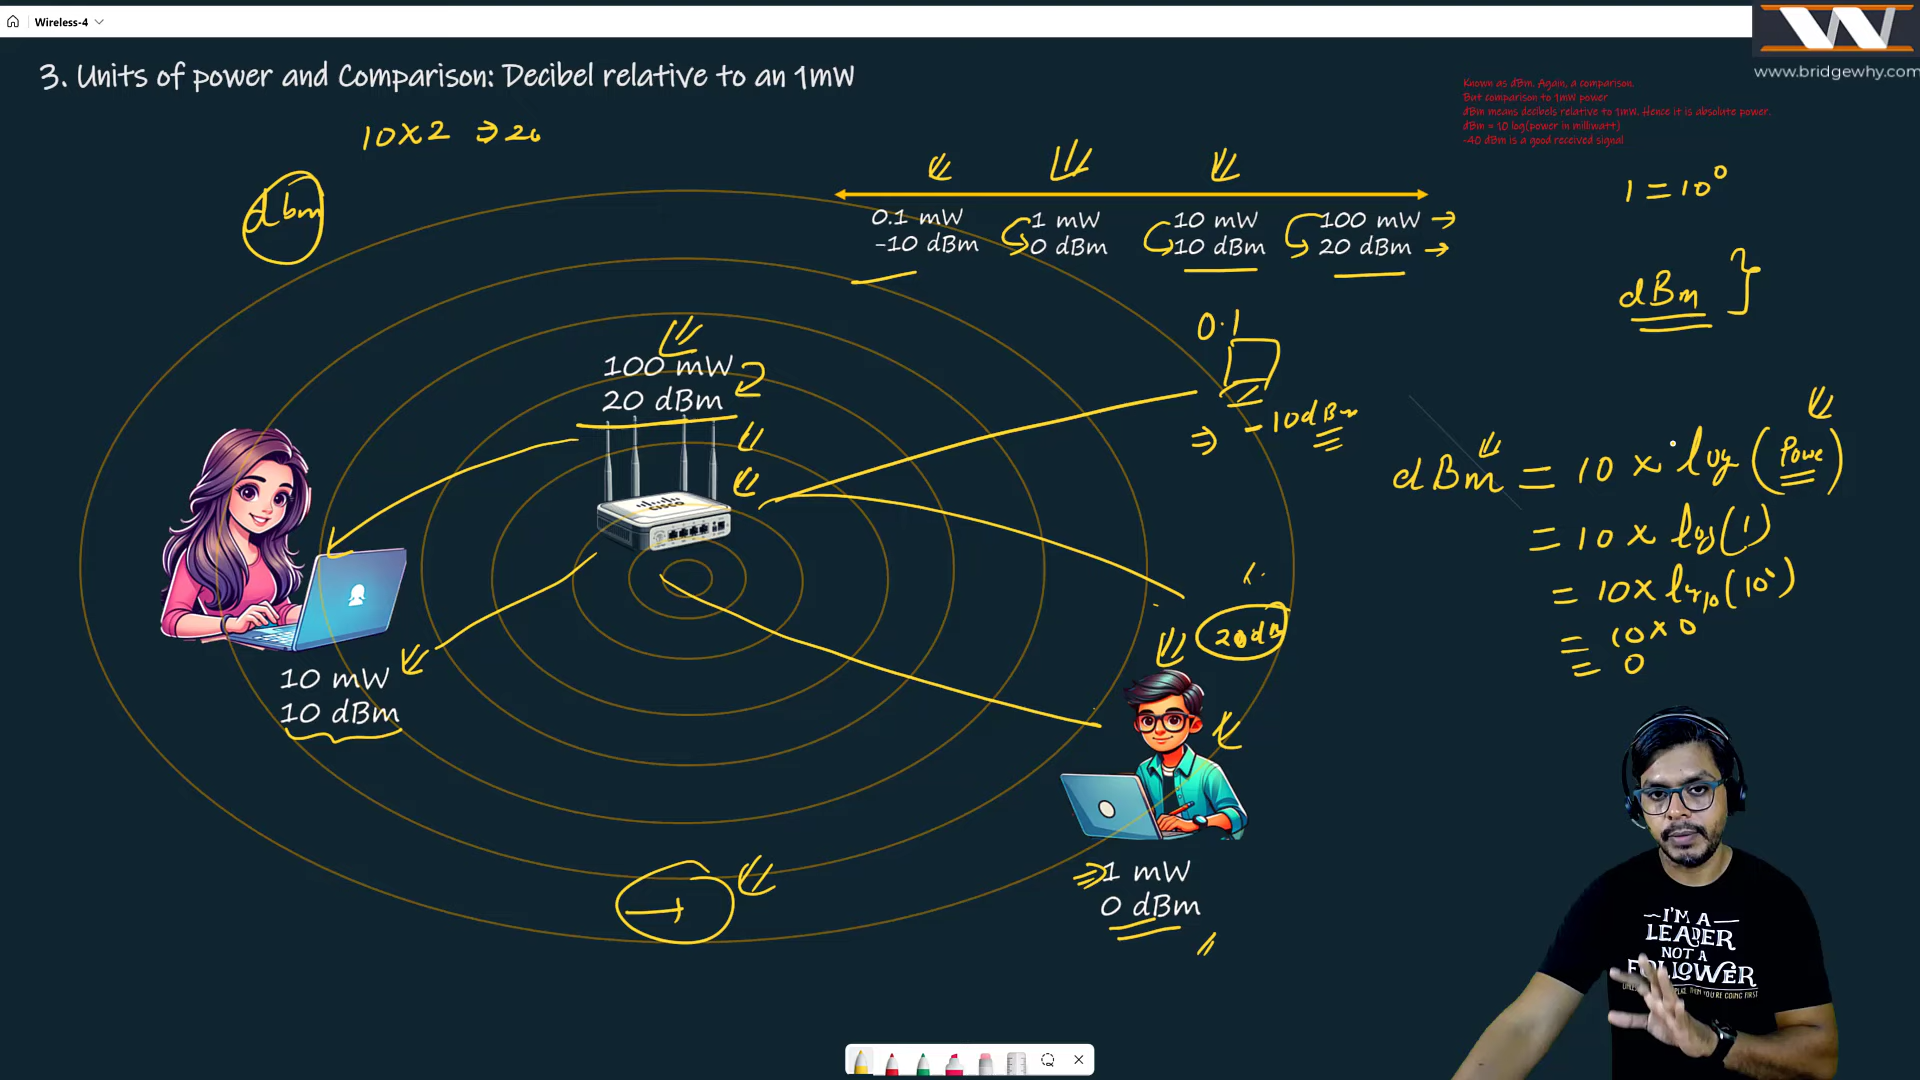 Wireless-4
www.bridgewhy.com
3. Units of power and Comparison: Decibel relative to an 1mW
Known as dBm. Again, a comparison.
But comparison to 1mW power
dBm means decibels relative to 1mW. Hence it is absolute power.
dBm = 10 log(power in milliwatt)
-40 dBm is a good received signal
10 x 2 ⇒ 20
dbm
0.1 mW 1 mW 10 mW 100 mW
-10 dBm 0 dBm 10 dBm 20 dBm
1 = 10⁰
dBm }
0.1
-10dBm
100 mW
20 dBm
CISCO
dBm = 10 x log (Powe)
= 10 x log(1)
= 10 x log₁₀(10⁰)
= 10 x 0
= 0
20dB
10 mW
10 dBm
1 mW
0 dBm
I'M A
LEADER
NOT A
FOLLOWER